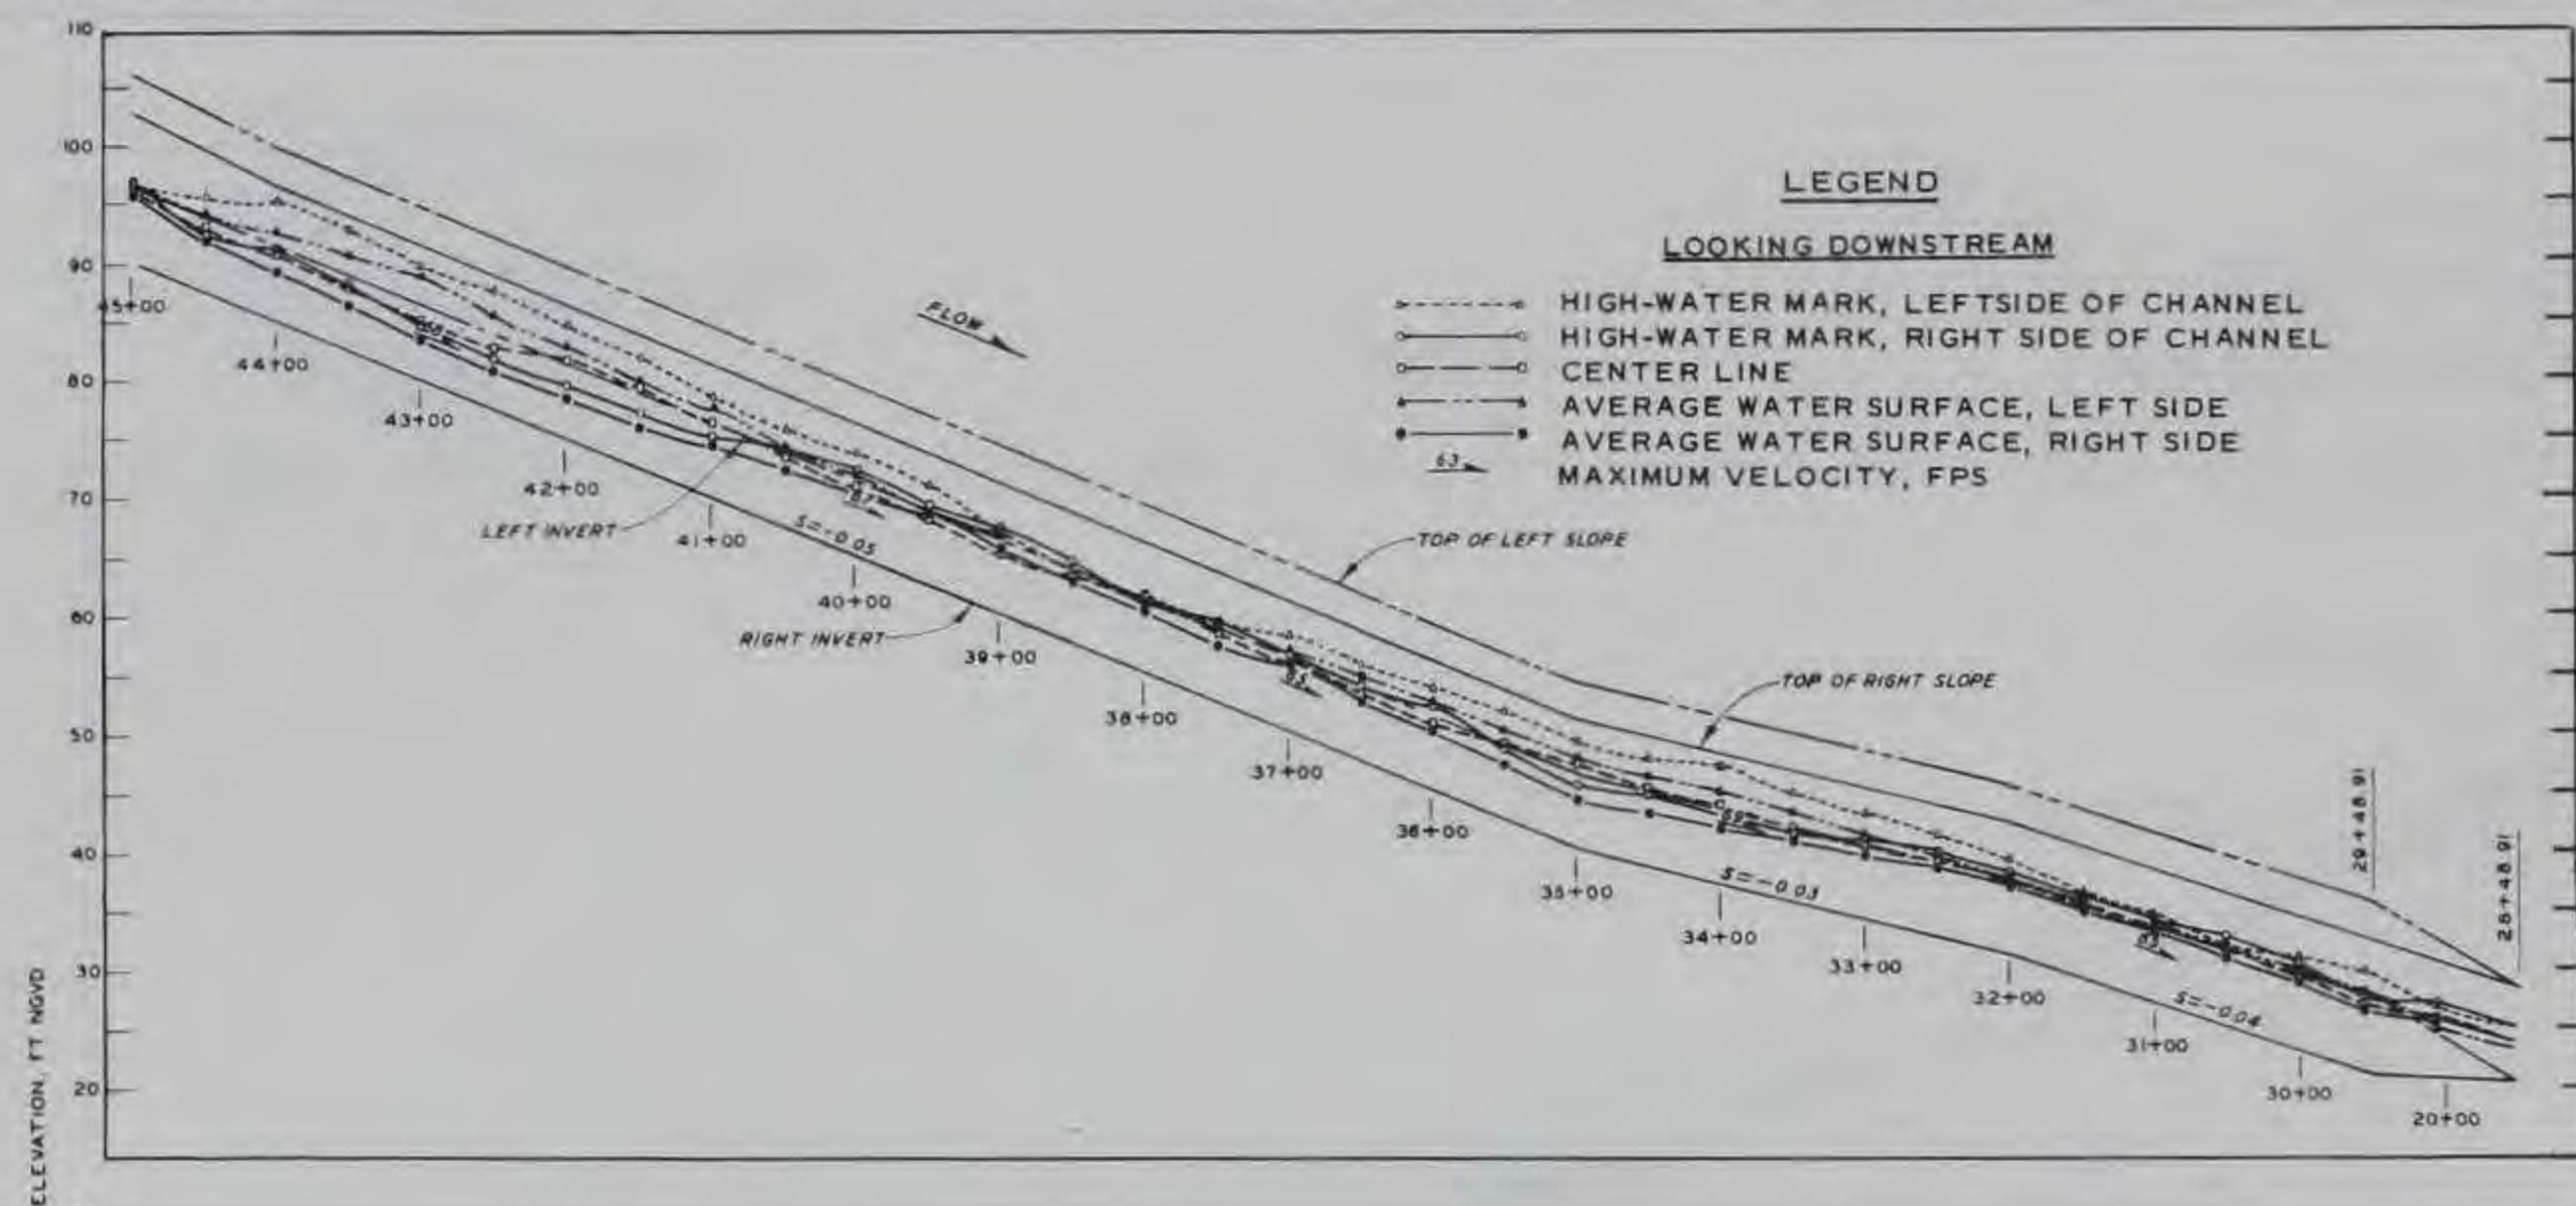 110
100
90
80
70
60
50
40
30
20
ELEVATION, FT NGVD
LEGEND
LOOKING DOWNSTREAM
HIGH-WATER MARK, LEFTSIDE OF CHANNEL
HIGH-WATER MARK, RIGHT SIDE OF CHANNEL
CENTER LINE
AVERAGE WATER SURFACE, LEFT SIDE
AVERAGE WATER SURFACE, RIGHT SIDE
63
MAXIMUM VELOCITY, FPS
FLOW
45+00
44+00
43+00
42+00
41+00
40+00
39+00
38+00
37+00
36+00
35+00
34+00
33+00
32+00
31+00
30+00
20+00
LEFT INVERT
RIGHT INVERT
S=-0.05
TOP OF LEFT SLOPE
TOP OF RIGHT SLOPE
S=-0.03
S=-0.04
29+48.91
28+48.91